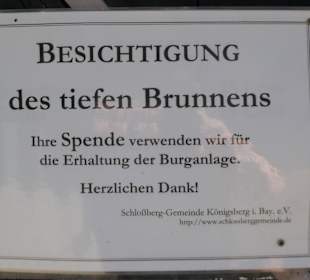 BESICHTIGUNG
des tiefen Brunnens
Ihre Spende verwenden wir für
die Erhaltung der Burganlage.
Herzlichen Dank!
Schloßberg-Gemeinde Königsberg i. Bay. e.V.
http://www.schlossberggemeinde.de